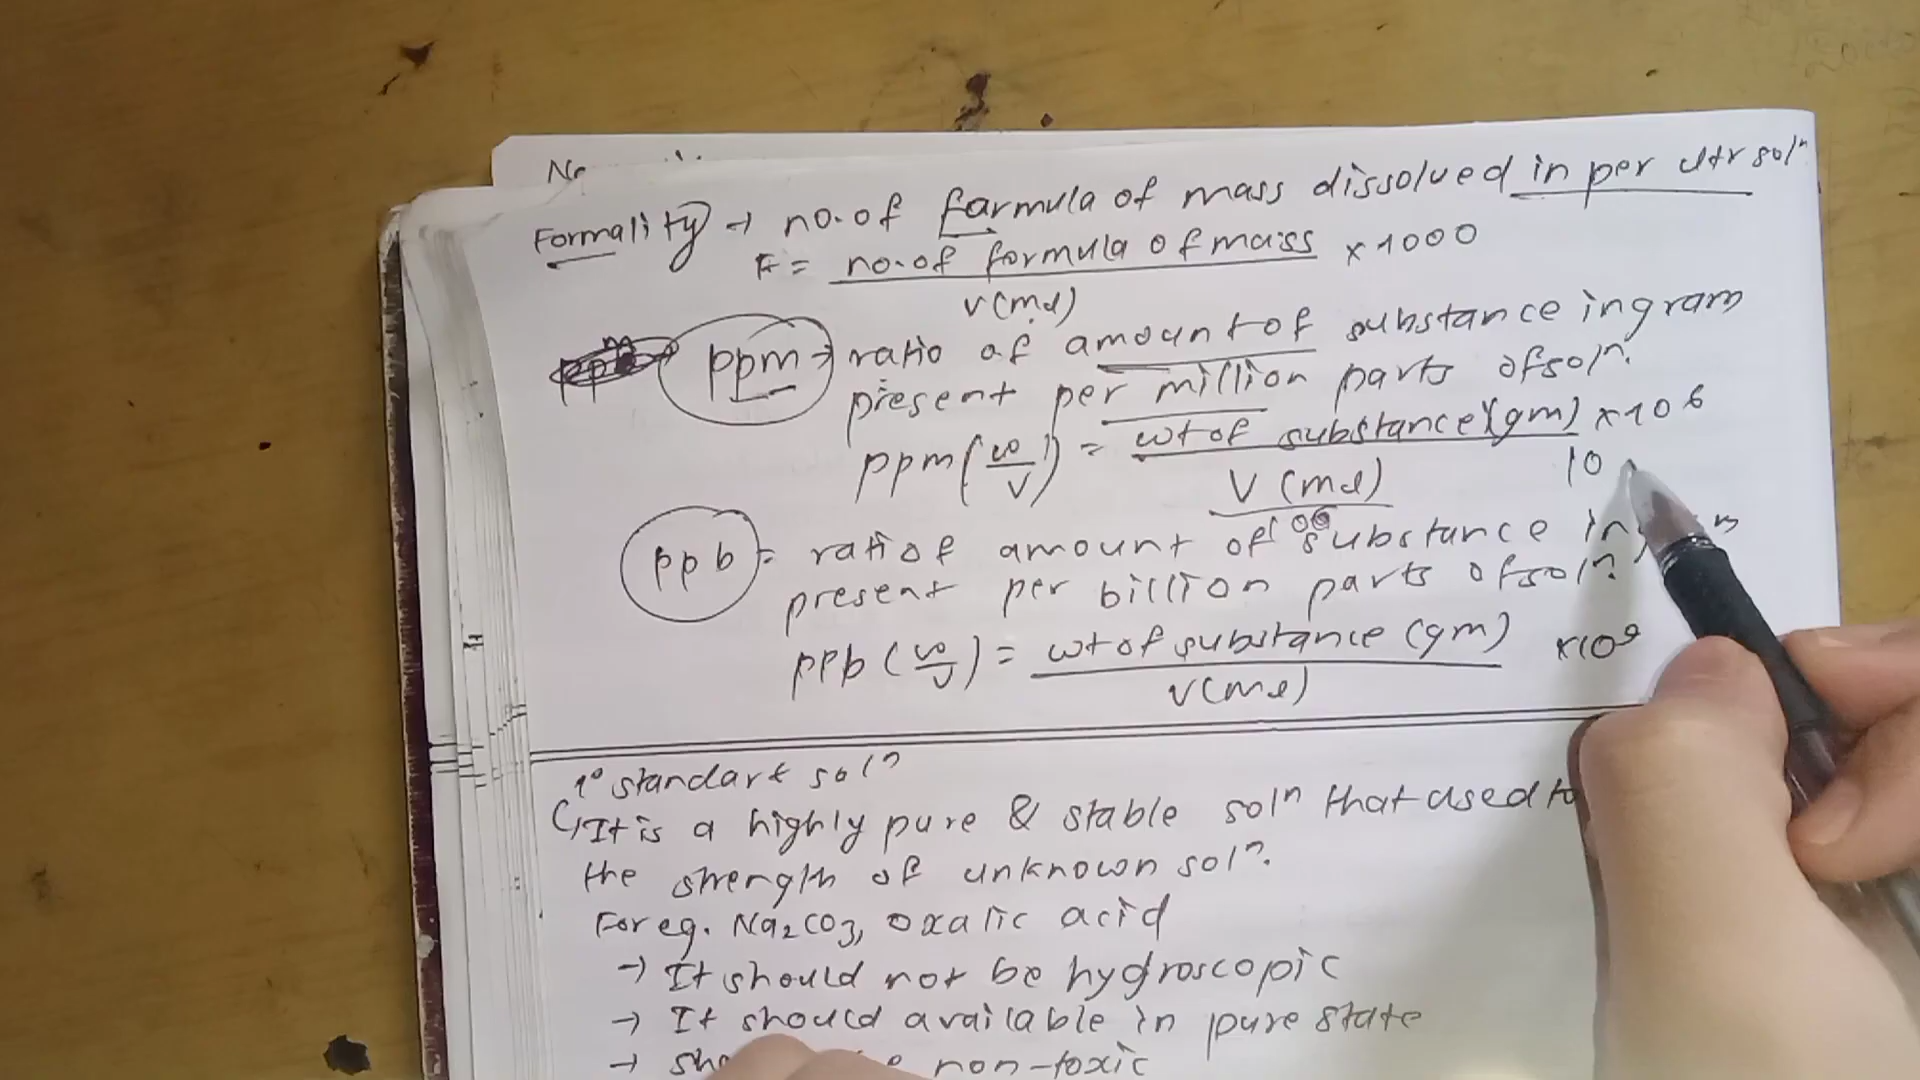 Formality → no. of farmula of mass dissolved in per ltr solⁿ
F = no. of formula of mass × 1000
V (ml)
ppm → ratio of amount of substance in gram
present per million parts of solⁿ.
ppm (w/v) = wt of substance (gm) × 10⁶
V (ml)
10
ppb = ratio of amount of substance in
present per billion parts of solⁿ.
ppb (w/v) = wt of substance (gm) × 10⁹
V (ml)
1° standart solⁿ
It is a highly pure & stable solⁿ that used to
the strength of unknown solⁿ.
For eg. Na₂CO₃, oxalic acid
→ It should not be hygroscopic
→ It should available in pure state
→ non-toxic